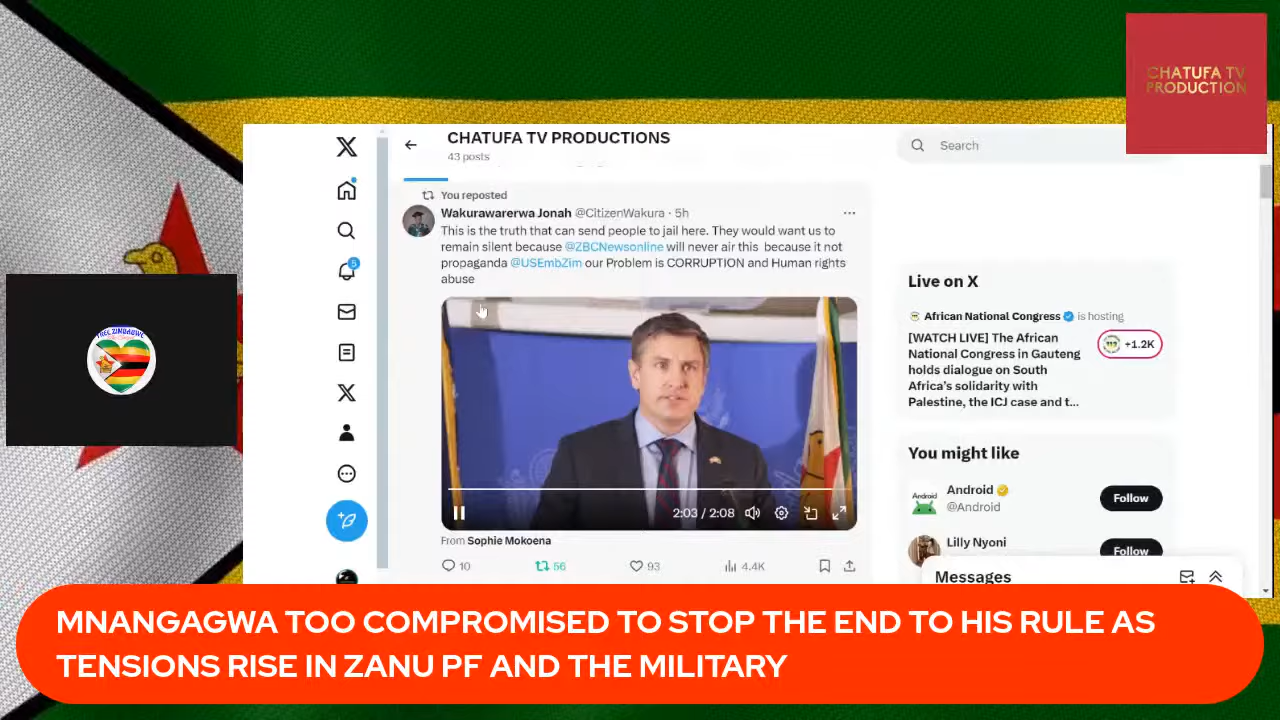 CHATUFA TV
PRODUCTION
CHATUFA TV PRODUCTIONS
43 posts
Search
You reposted
Wakurawarerwa Jonah @CitizenWakura · 5h
This is the truth that can send people to jail here. They would want us to
remain silent because @ZBCNewsonline will never air this because it not
propaganda @USEmbZim our Problem is CORRUPTION and Human rights
abuse
2:03 / 2:08
From Sophie Mokoena
10
56
93
4.4K
5
FREE ZIMBABWE
Live on X
African National Congress is hosting
[WATCH LIVE] The African
National Congress in Gauteng
holds dialogue on South
Africa's solidarity with
Palestine, the ICJ case and t...
+1.2K
You might like
Android
@Android
Follow
Android
Lilly Nyoni
Follow
Messages
MNANGAGWA TOO COMPROMISED TO STOP THE END TO HIS RULE AS
TENSIONS RISE IN ZANU PF AND THE MILITARY